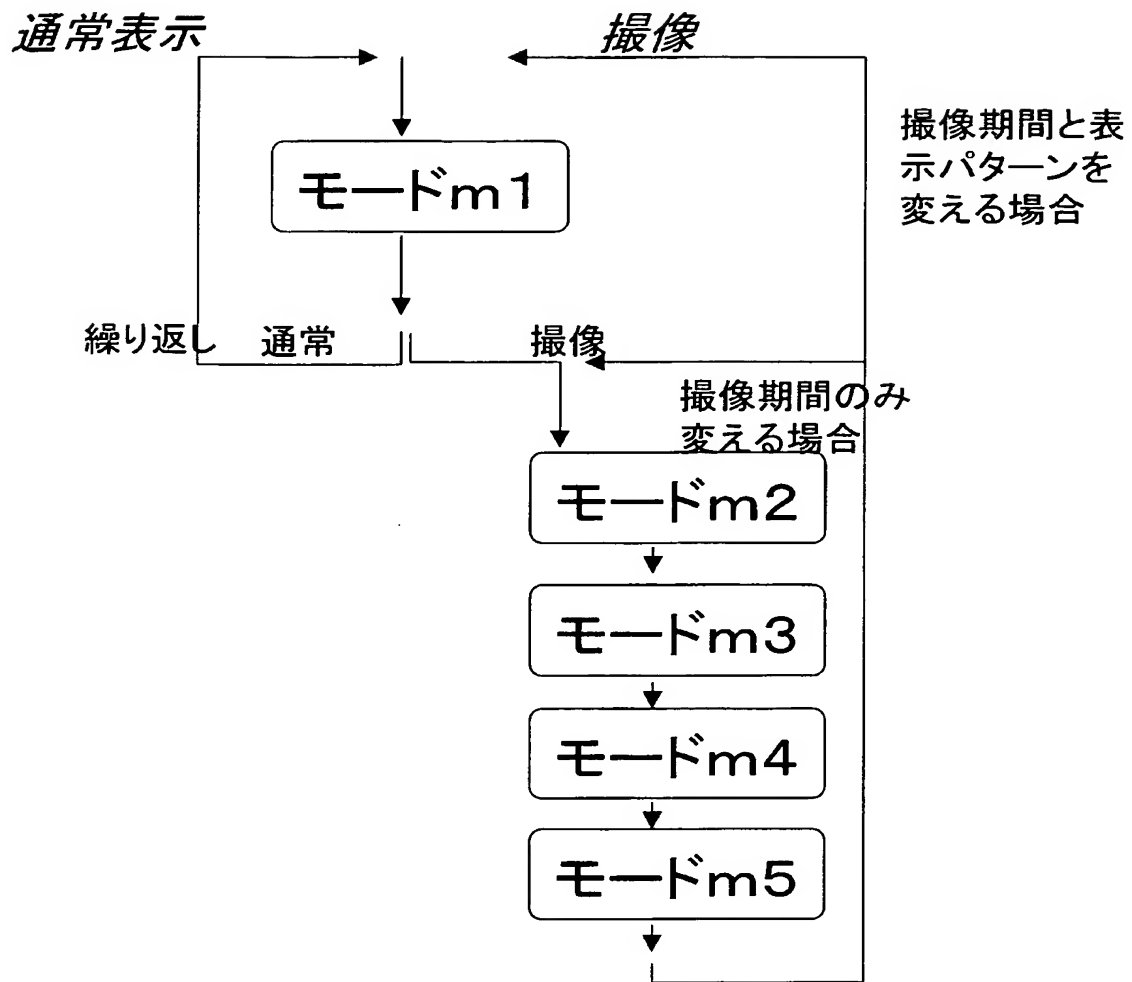 通常表示
撮像
撮像期間と表
示パターンを
変える場合
モードm1
繰り返し
通常
撮像
撮像期間のみ
変える場合
モードm2
モードm3
モードm4
モードm5